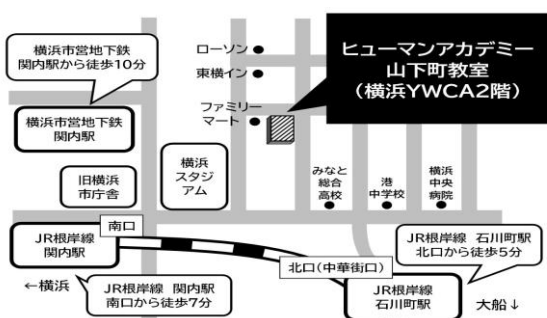 横浜市営地下鉄
関内駅から徒歩10分
ローソン
東横イン
ファミリー
マート
ヒューマンアカデミー
山下町教室
（横浜YWCA2階）
横浜市営地下鉄
関内駅
旧横浜
市庁舎
横浜
スタジ
アム
みなと
総合
高校
港
中学校
横浜
中央
病院
南口
JR根岸線
関内駅
北口(中華街口)
JR根岸線 石川町駅
北口から徒歩5分
←横浜
JR根岸線 関内駅
南口から徒歩7分
JR根岸線
石川町駅
大船↓